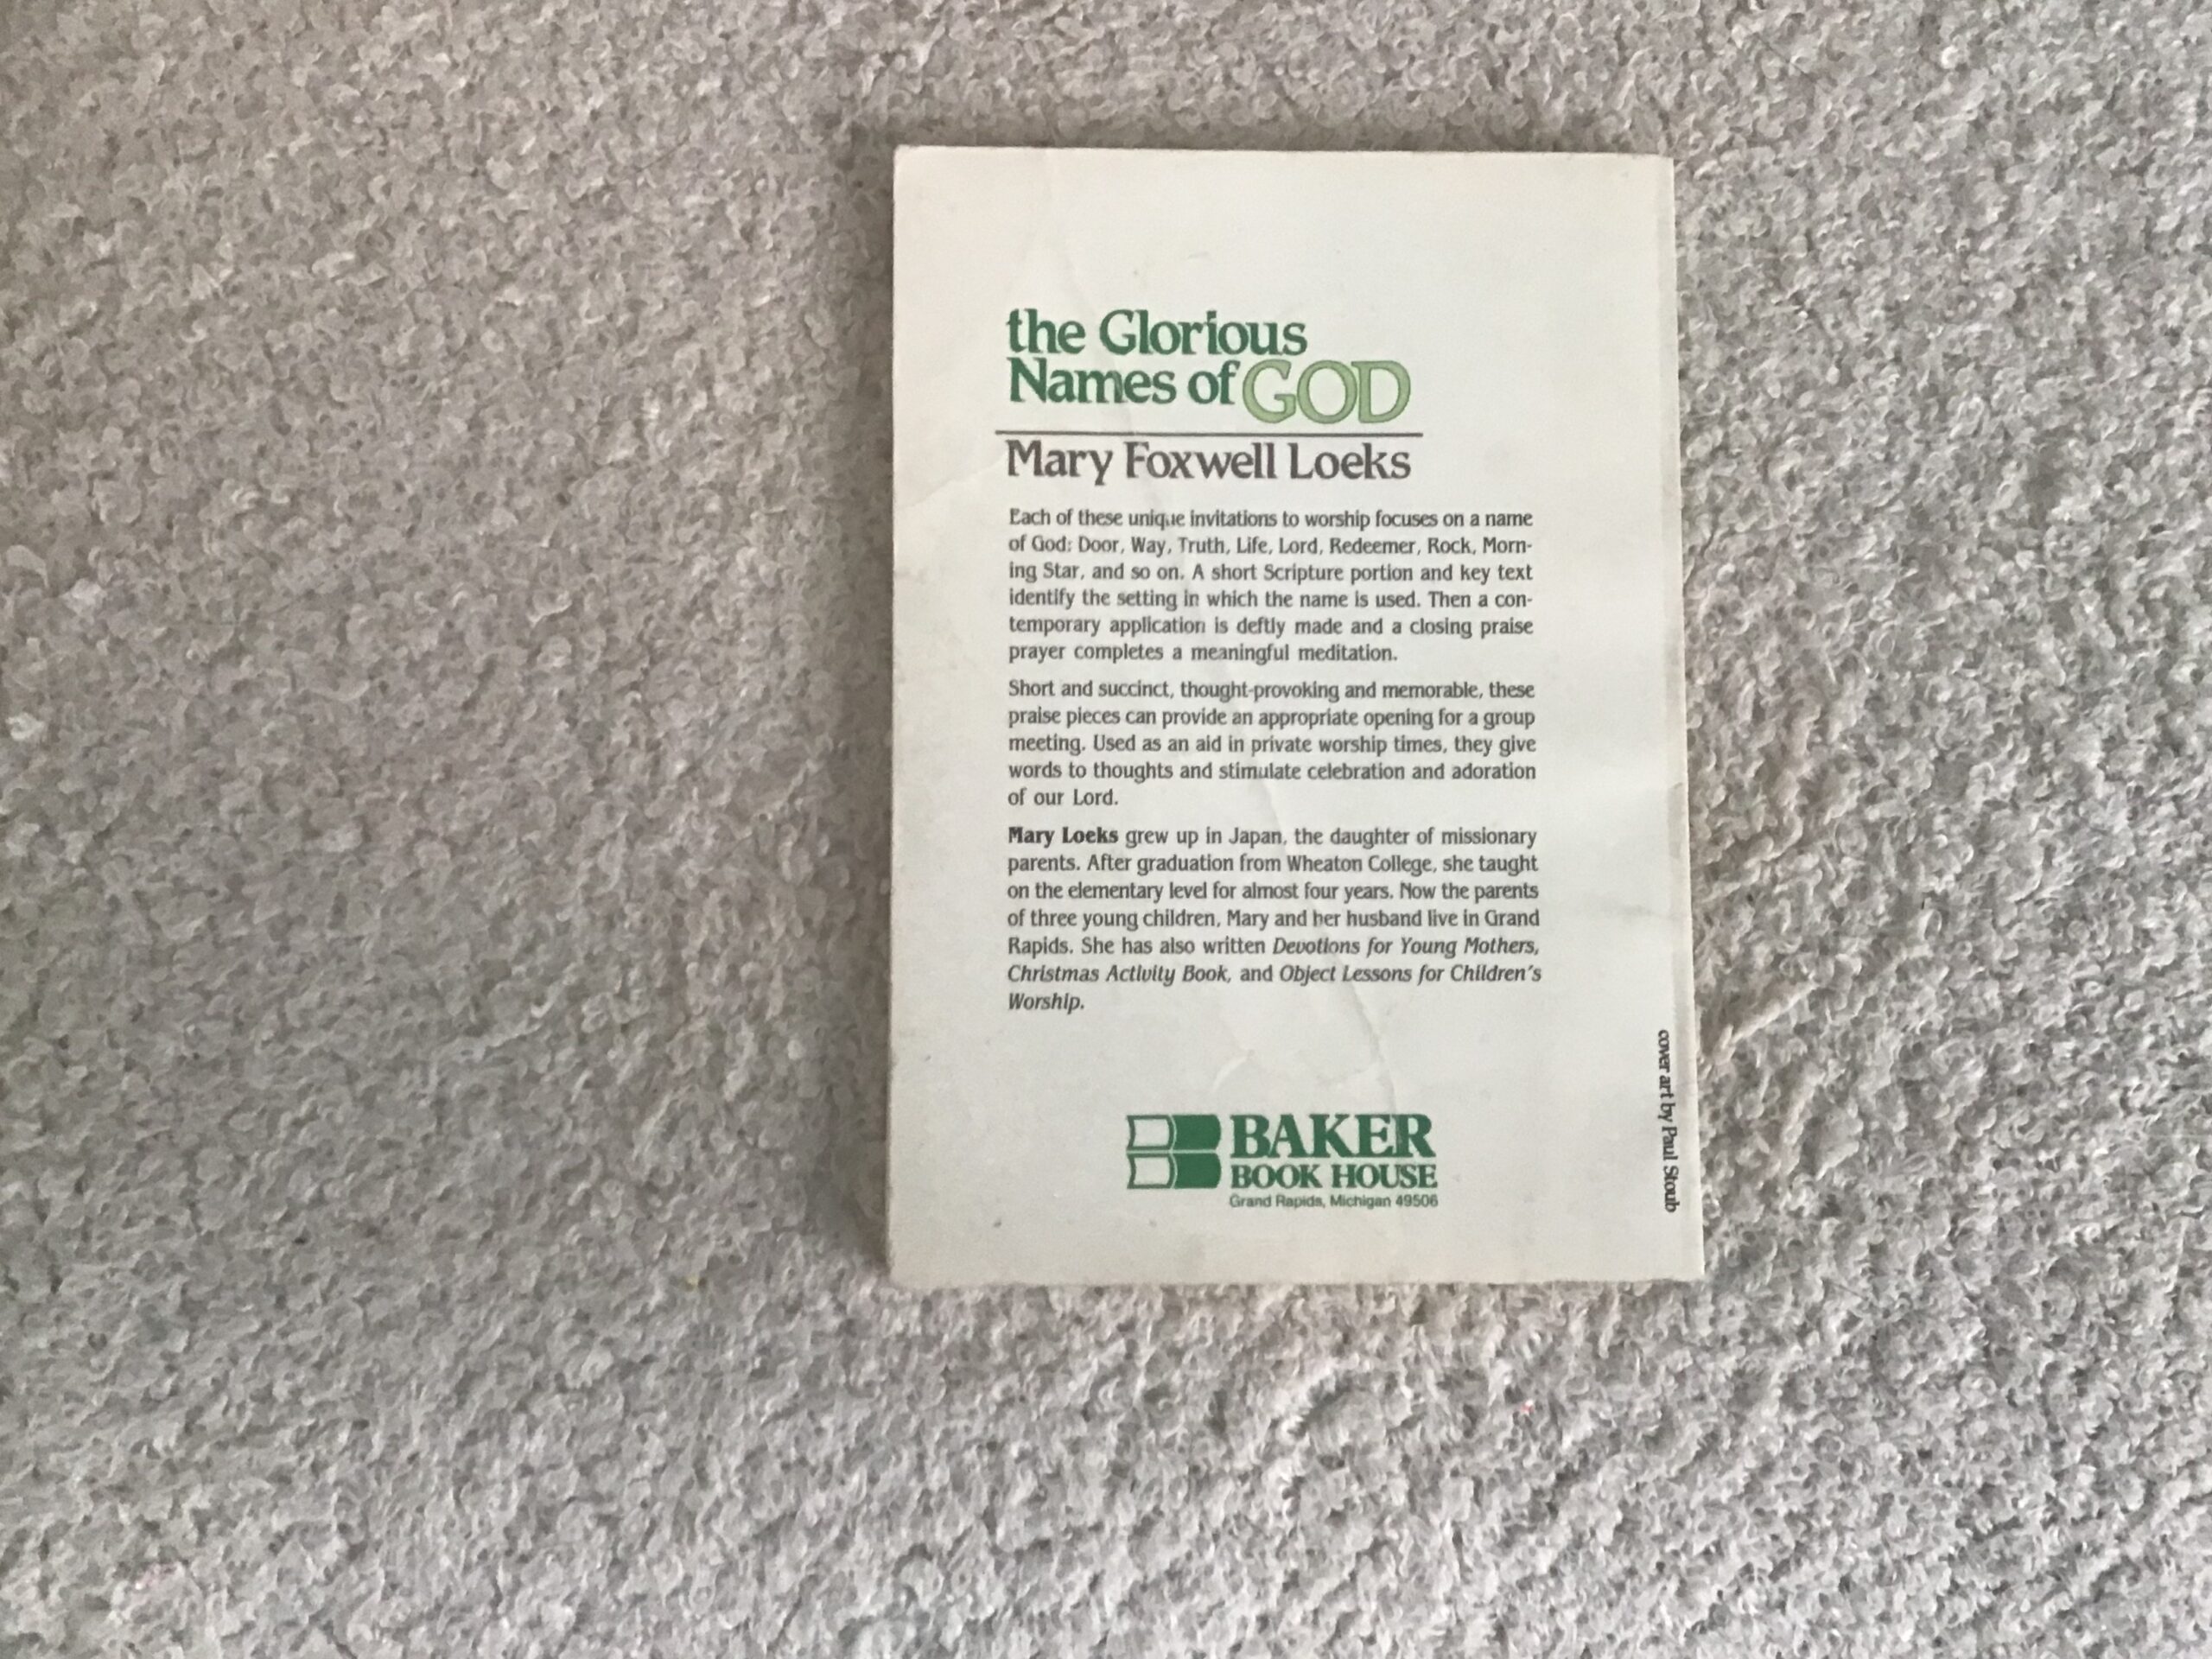 the Glorious
Names of GOD
Mary Foxwell Loeks
Each of these unique invitations to worship focuses on a name
of God: Door, Way, Truth, Life, Lord, Redeemer, Rock, Morn-
ing Star, and so on. A short Scripture portion and key text
identify the setting in which the name is used. Then a con-
temporary application is deftly made and a closing praise
prayer completes a meaningful meditation.
Short and succinct, thought-provoking and memorable, these
praise pieces can provide an appropriate opening for a group
meeting. Used as an aid in private worship times, they give
words to thoughts and stimulate celebration and adoration
of our Lord.
Mary Loeks grew up in Japan, the daughter of missionary
parents. After graduation from Wheaton College, she taught
on the elementary level for almost four years. Now the parents
of three young children, Mary and her husband live in Grand
Rapids. She has also written Devotions for Young Mothers,
Christmas Activity Book, and Object Lessons for Children's
Worship.
BAKER
BOOK HOUSE
Grand Rapids, Michigan 49506
cover art by Paul Stoub